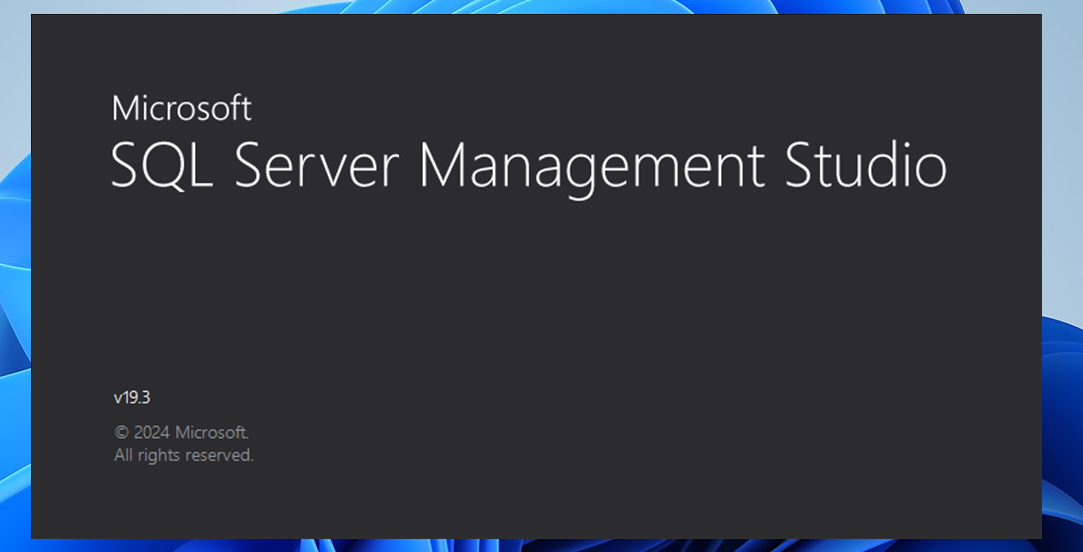 Microsoft
SQL Server Management Studio
v19.3
© 2024 Microsoft.
All rights reserved.